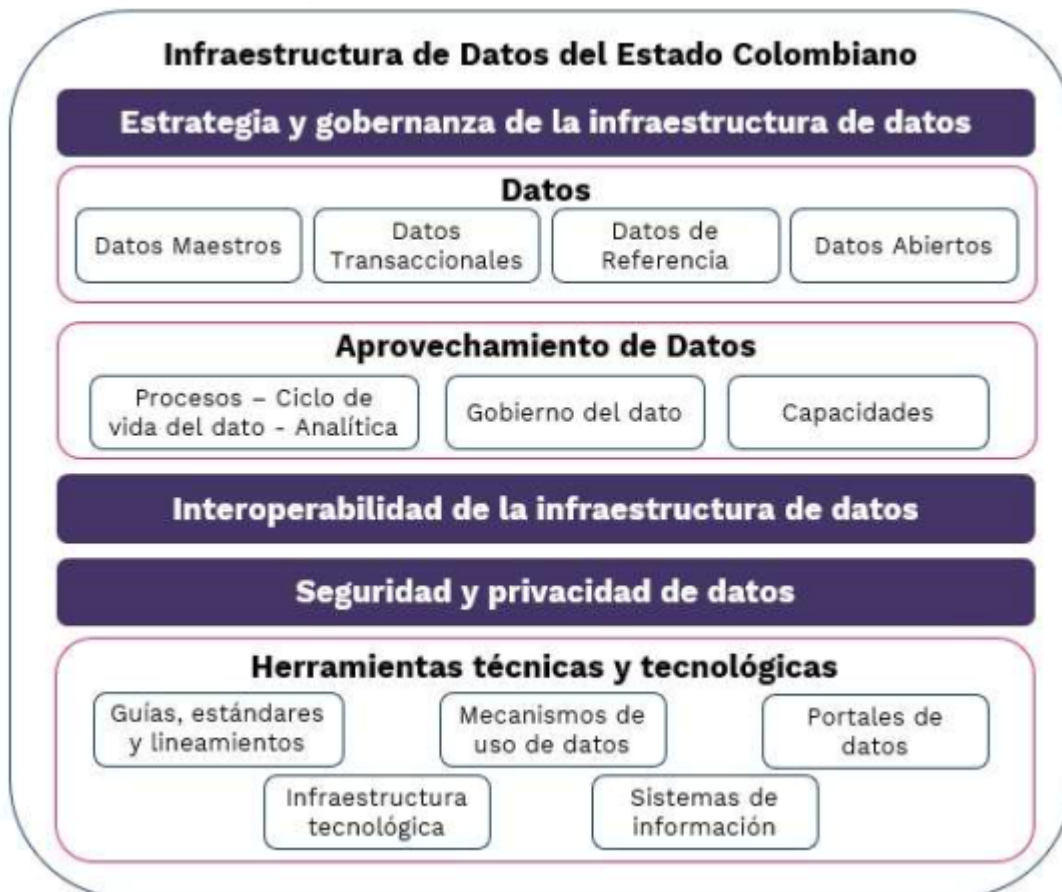 Infraestructura de Datos del Estado Colombiano
Estrategia y gobernanza de la infraestructura de datos
Datos
Datos Maestros
Datos
Transaccionales
Datos de
Referencia
Datos Abiertos
Aprovechamiento de Datos
Procesos – Ciclo de
vida del dato - Analítica
Gobierno del dato
Capacidades
Interoperabilidad de la infraestructura de datos
Seguridad y privacidad de datos
Herramientas técnicas y tecnológicas
Guías, estándares
y lineamientos
Mecanismos de
uso de datos
Portales de
datos
Infraestructura
tecnológica
Sistemas de
información